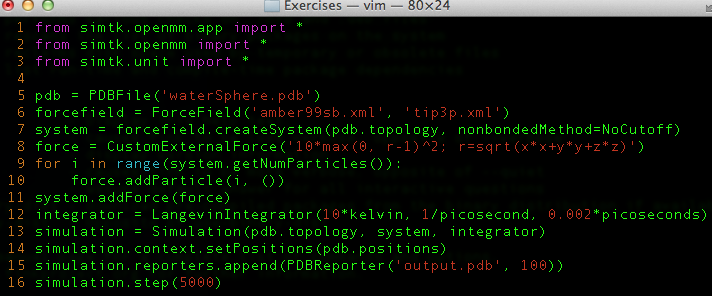 Exercises — vim — 80×24
1 from simtk.openmm.app import *
2 from simtk.openmm import *
3 from simtk.unit import *
4
5 pdb = PDBFile('waterSphere.pdb')
6 forcefield = ForceField('amber99sb.xml', 'tip3p.xml')
7 system = forcefield.createSystem(pdb.topology, nonbondedMethod=NoCutoff)
8 force = CustomExternalForce('10*max(0, r-1)^2; r=sqrt(x*x+y*y+z*z)')
9 for i in range(system.getNumParticles()):
10     force.addParticle(i, ())
11 system.addForce(force)
12 integrator = LangevinIntegrator(10*kelvin, 1/picosecond, 0.002*picoseconds)
13 simulation = Simulation(pdb.topology, system, integrator)
14 simulation.context.setPositions(pdb.positions)
15 simulation.reporters.append(PDBReporter('output.pdb', 100))
16 simulation.step(5000)